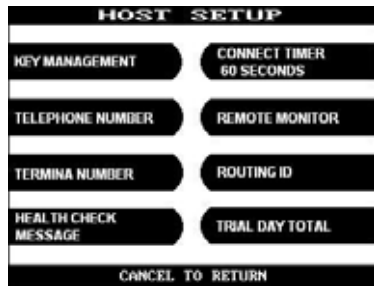 HOST SETUP
KEY MANAGEMENT
CONNECT TIMER
60 SECONDS
TELEPHONE NUMBER
REMOTE MONITOR
TERMINA NUMBER
ROUTING ID
HEALTH CHECK
MESSAGE
TRIAL DAY TOTAL
CANCEL TO RETURN